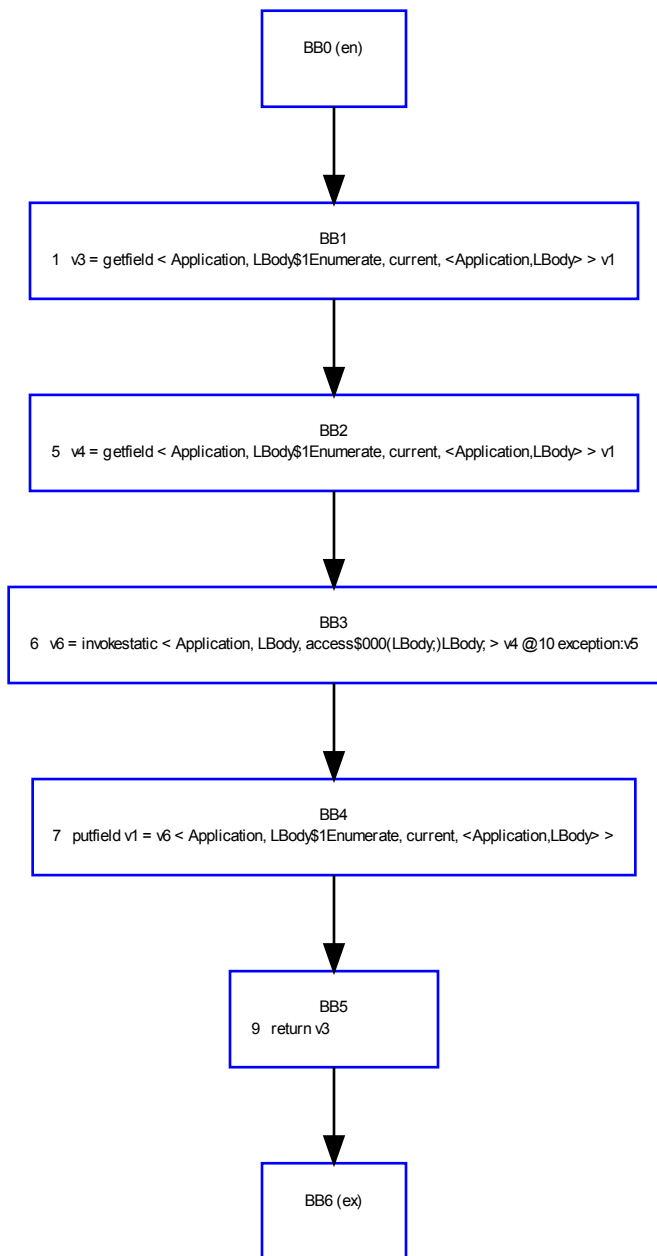 BB0 (en)
BB1
1 v3 = getfield < Application, LBody$1Enumerate, current, <Application,LBody> > v1
BB2
5 v4 = getfield < Application, LBody$1Enumerate, current, <Application,LBody> > v1
BB3
6 v6 = invokestatic < Application, LBody, access$000(LBody;)LBody; > v4 @10 exception:v5
BB4
7 putfield v1 = v6 < Application, LBody$1Enumerate, current, <Application,LBody> >
BB5
9 return v3
BB6 (ex)